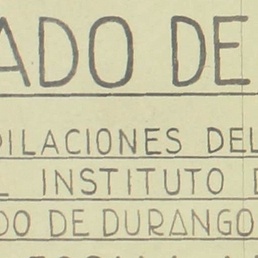 ADO DE
PILACIONES DEL
L INSTITUTO D
DO DE DURANGO